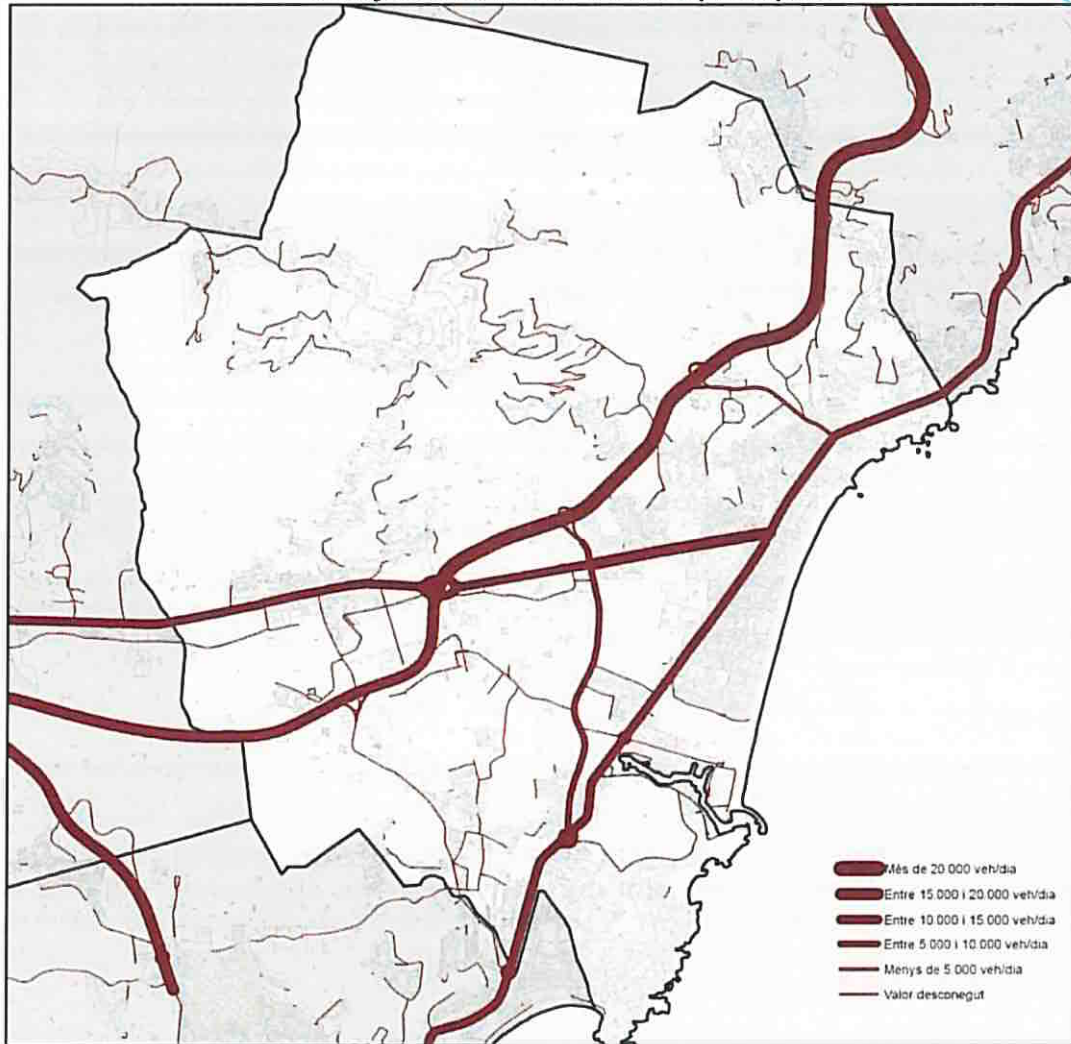 Més de 20.000 veh/dia
Entre 15.000 i 20.000 veh/dia
Entre 10.000 i 15.000 veh/dia
Entre 5.000 i 10.000 veh/dia
Menys de 5.000 veh/dia
Valor desconegut